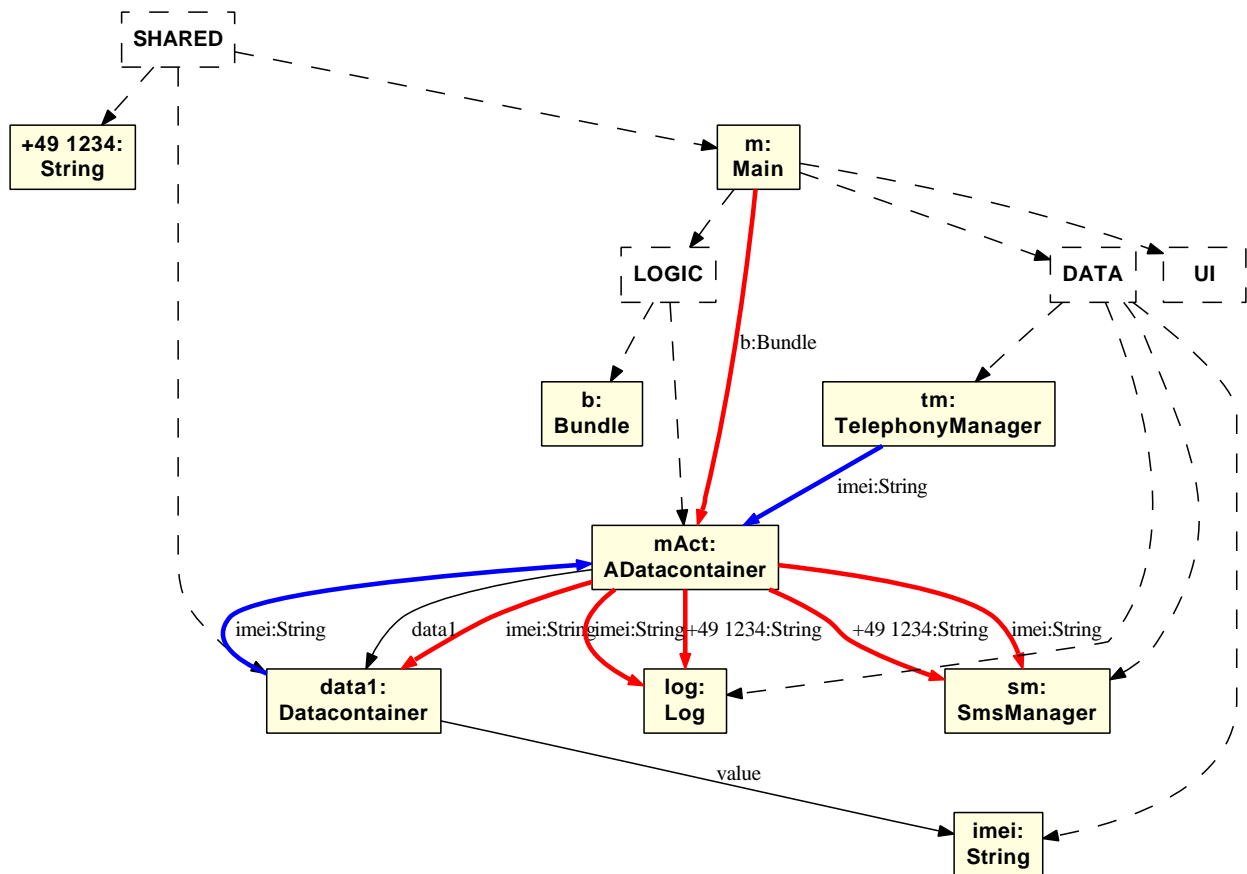 SHARED
+49 1234:
String
m:
Main
LOGIC
DATA
UI
b:Bundle
b:
Bundle
tm:
TelephonyManager
imei:String
mAct:
ADatacontainer
imei:String
data1
imei:String
imei:String
+49 1234:String
+49 1234:String
imei:String
data1:
Datacontainer
log:
Log
sm:
SmsManager
value
imei:
String